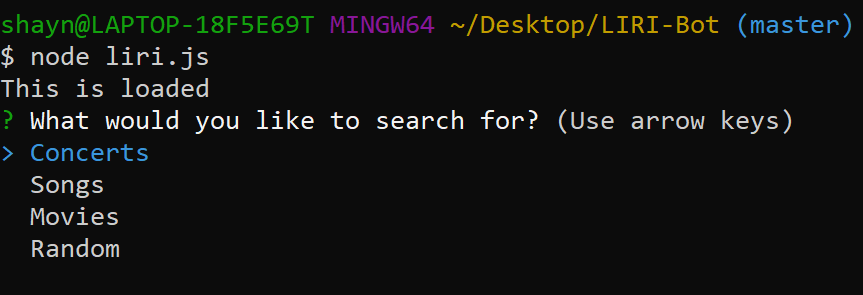 shayn@LAPTOP-18F5E69T MINGW64 ~/Desktop/LIRI-Bot (master)
$ node liri.js
This is loaded
? What would you like to search for? (Use arrow keys)
> Concerts
  Songs
  Movies
  Random